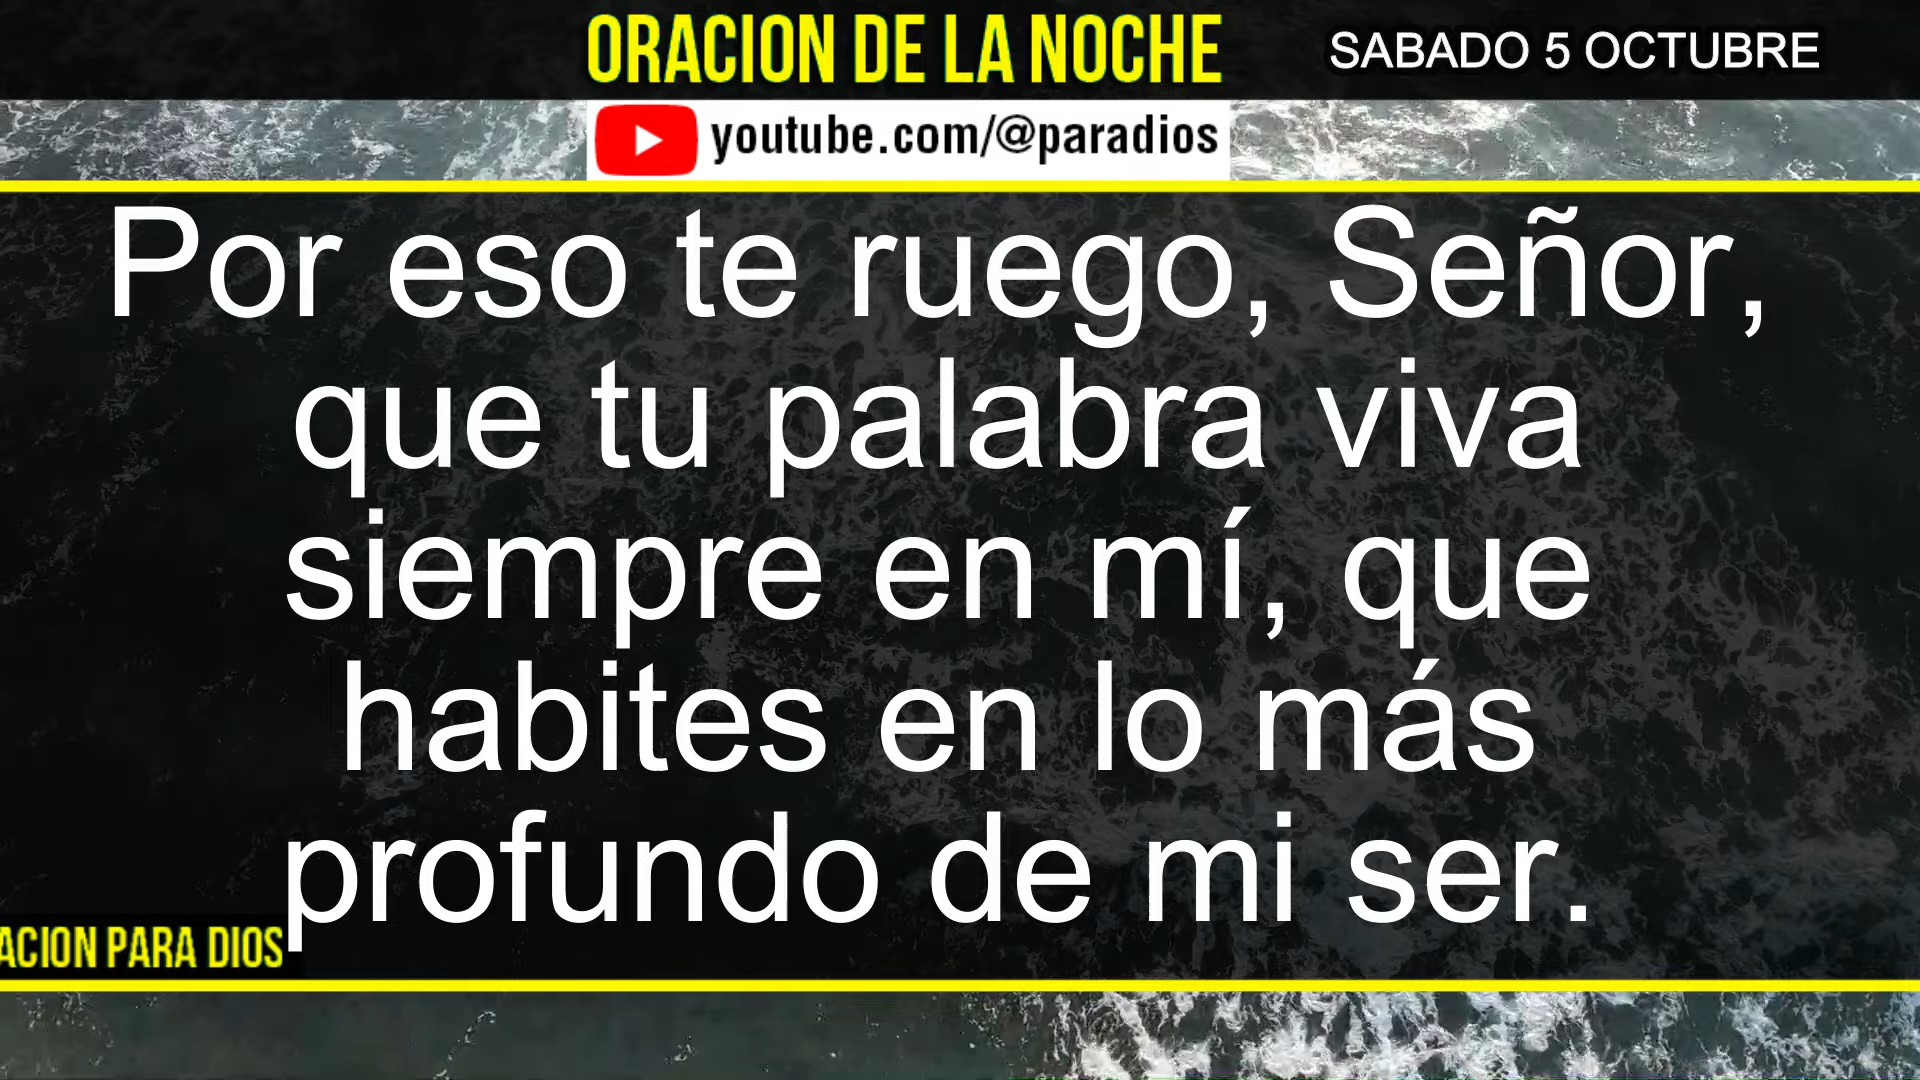 ORACION DE LA NOCHE
SABADO 5 OCTUBRE
youtube.com/@paradios
Por eso te ruego, Señor,
que tu palabra viva
siempre en mí, que
habites en lo más
profundo de mi ser.
ACION PARA DIOS